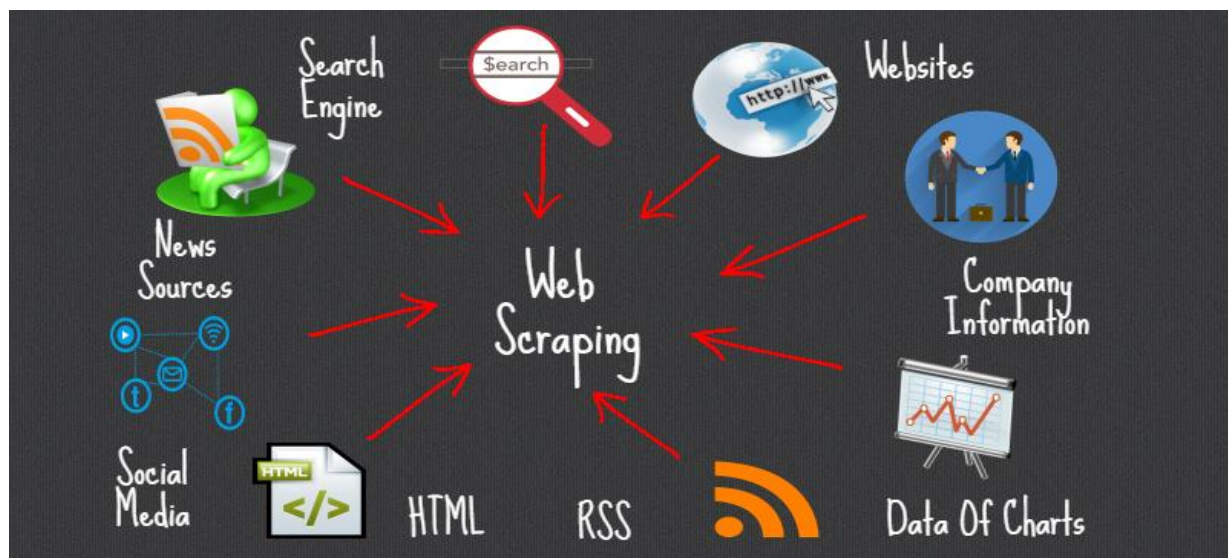 Search
Engine
$earch
http://www
Websites
News
Sources
Web
Scraping
Company
Information
t
f
Social
Media
HTML
</>
HTML
RSS
Data Of Charts